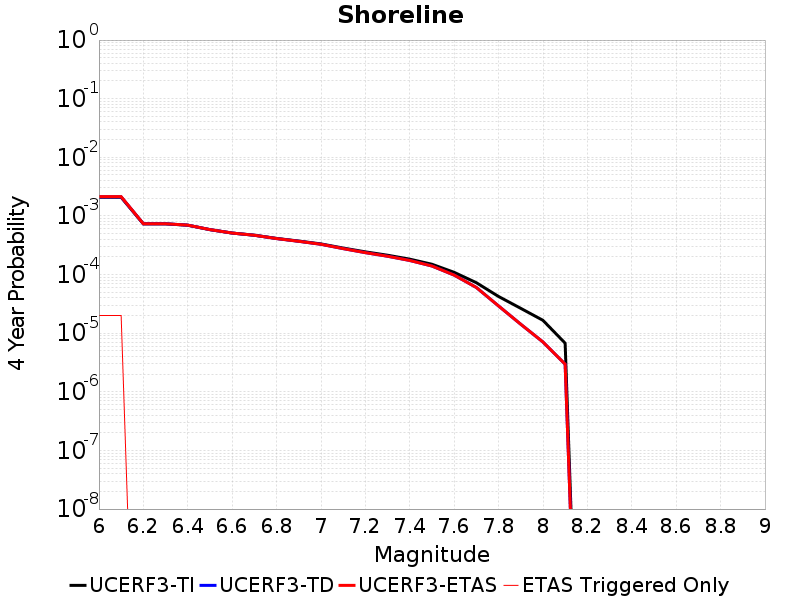 Shoreline
10^0
10^-1
10^-2
10^-3
10^-4
10^-5
10^-6
10^-7
10^-8
4 Year Probability
6 6.2 6.4 6.6 6.8 7 7.2 7.4 7.6 7.8 8 8.2 8.4 8.6 8.8 9
Magnitude
UCERF3-TI UCERF3-TD UCERF3-ETAS ETAS Triggered Only